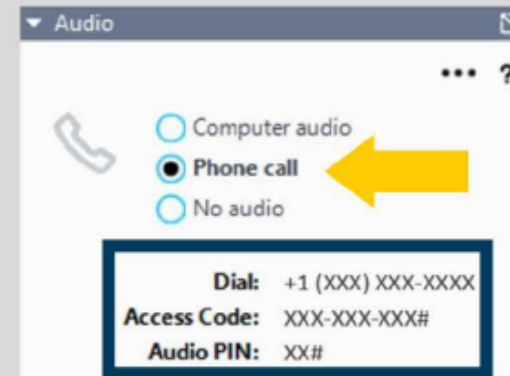 Audio
... ?
Computer audio
Phone call
No audio
Dial: +1 (XXX) XXX-XXXX
Access Code: XXX-XXX-XXX#
Audio PIN: XX#